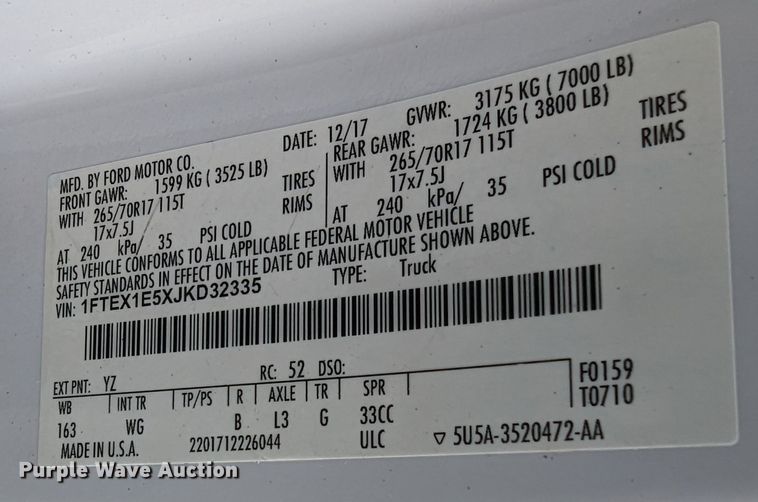 MFD. BY FORD MOTOR CO. DATE: 12/17 GVWR: 3175 KG ( 7000 LB)
FRONT GAWR: 1599 KG ( 3525 LB) REAR GAWR: 1724 KG ( 3800 LB)
WITH 265/70R17 115T TIRES WITH 265/70R17 115T TIRES
17x7.5J RIMS 17x7.5J RIMS
AT 240 kPa/ 35 PSI COLD AT 240 kPa/ 35 PSI COLD
THIS VEHICLE CONFORMS TO ALL APPLICABLE FEDERAL MOTOR VEHICLE
SAFETY STANDARDS IN EFFECT ON THE DATE OF MANUFACTURE SHOWN ABOVE.
VIN: 1FTEX1E5XJKD32335 TYPE: Truck
EXT PNT: YZ RC: 52 DSO: F0159
WB INT TR TP/PS R AXLE TR SPR T0710
163 WG B L3 G 33CC
MADE IN U.S.A. 2201712226044 ULC ▽ 5U5A-3520472-AA
Purple Wave Auction